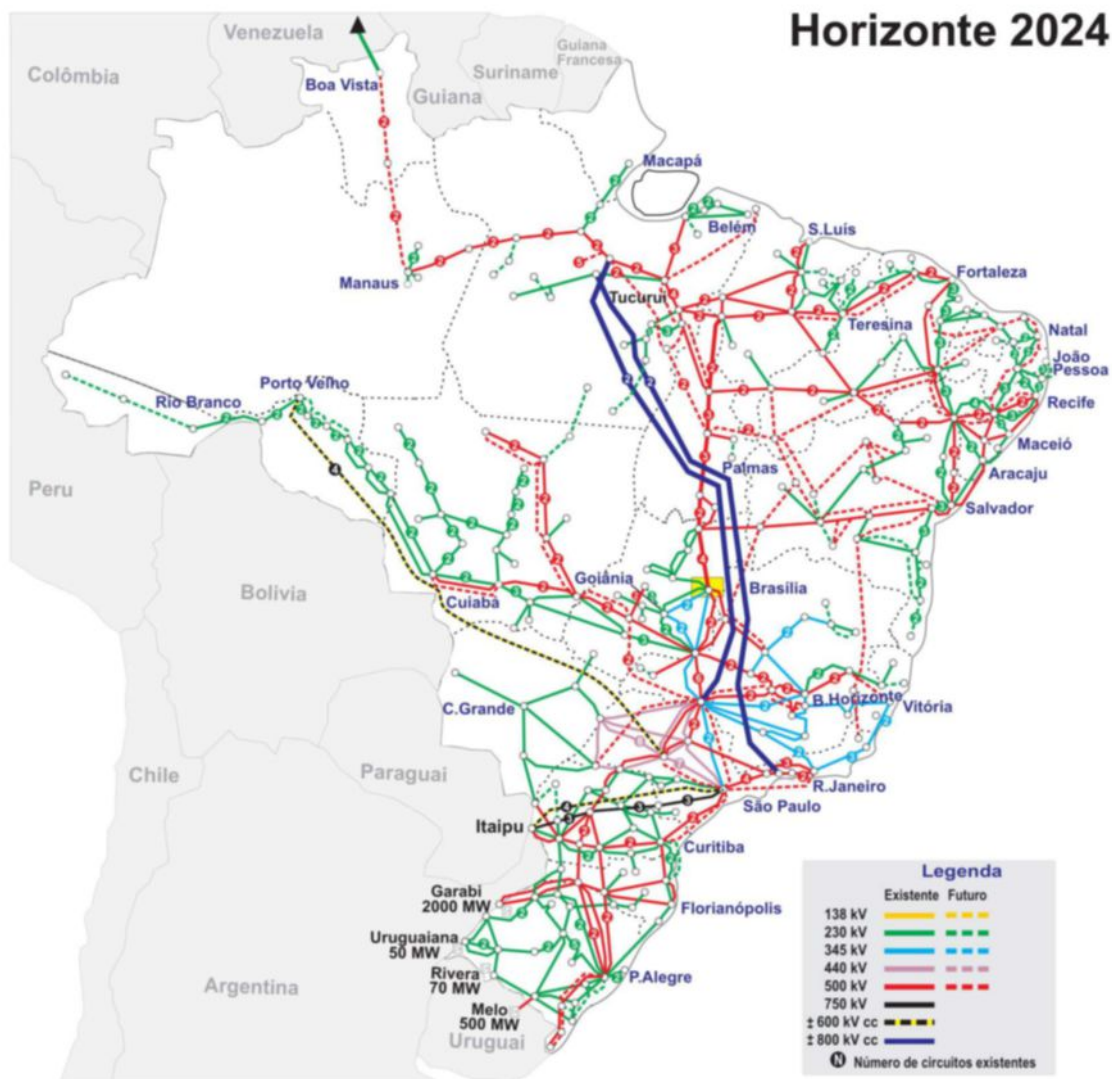 Horizonte 2024
Venezuela
Guiana
Francesa
Colômbia
Suriname
Boa Vista
Guiana
Macapá
Belém
S.Luís
Manaus
Fortaleza
Tucuruí
Teresina
Natal
João
Pessoa
Porto Velho
Rio Branco
Recife
Maceió
Palmas
Aracaju
Peru
Salvador
Goiânia
Brasília
Bolivia
Cuiabá
C.Grande
B.Horizonte
Vitória
Chile
Paraguai
R.Janeiro
São Paulo
Itaipu
Curitiba
Garabi
2000 MW
Florianópolis
Uruguaiana
50 MW
Rivera
70 MW
P.Alegre
Argentina
Melo
500 MW
Uruguai
Legenda
Existente Futuro
138 kV
230 kV
345 kV
440 kV
500 kV
750 kV
± 600 kV cc
± 800 kV cc
N Número de circuitos existentes